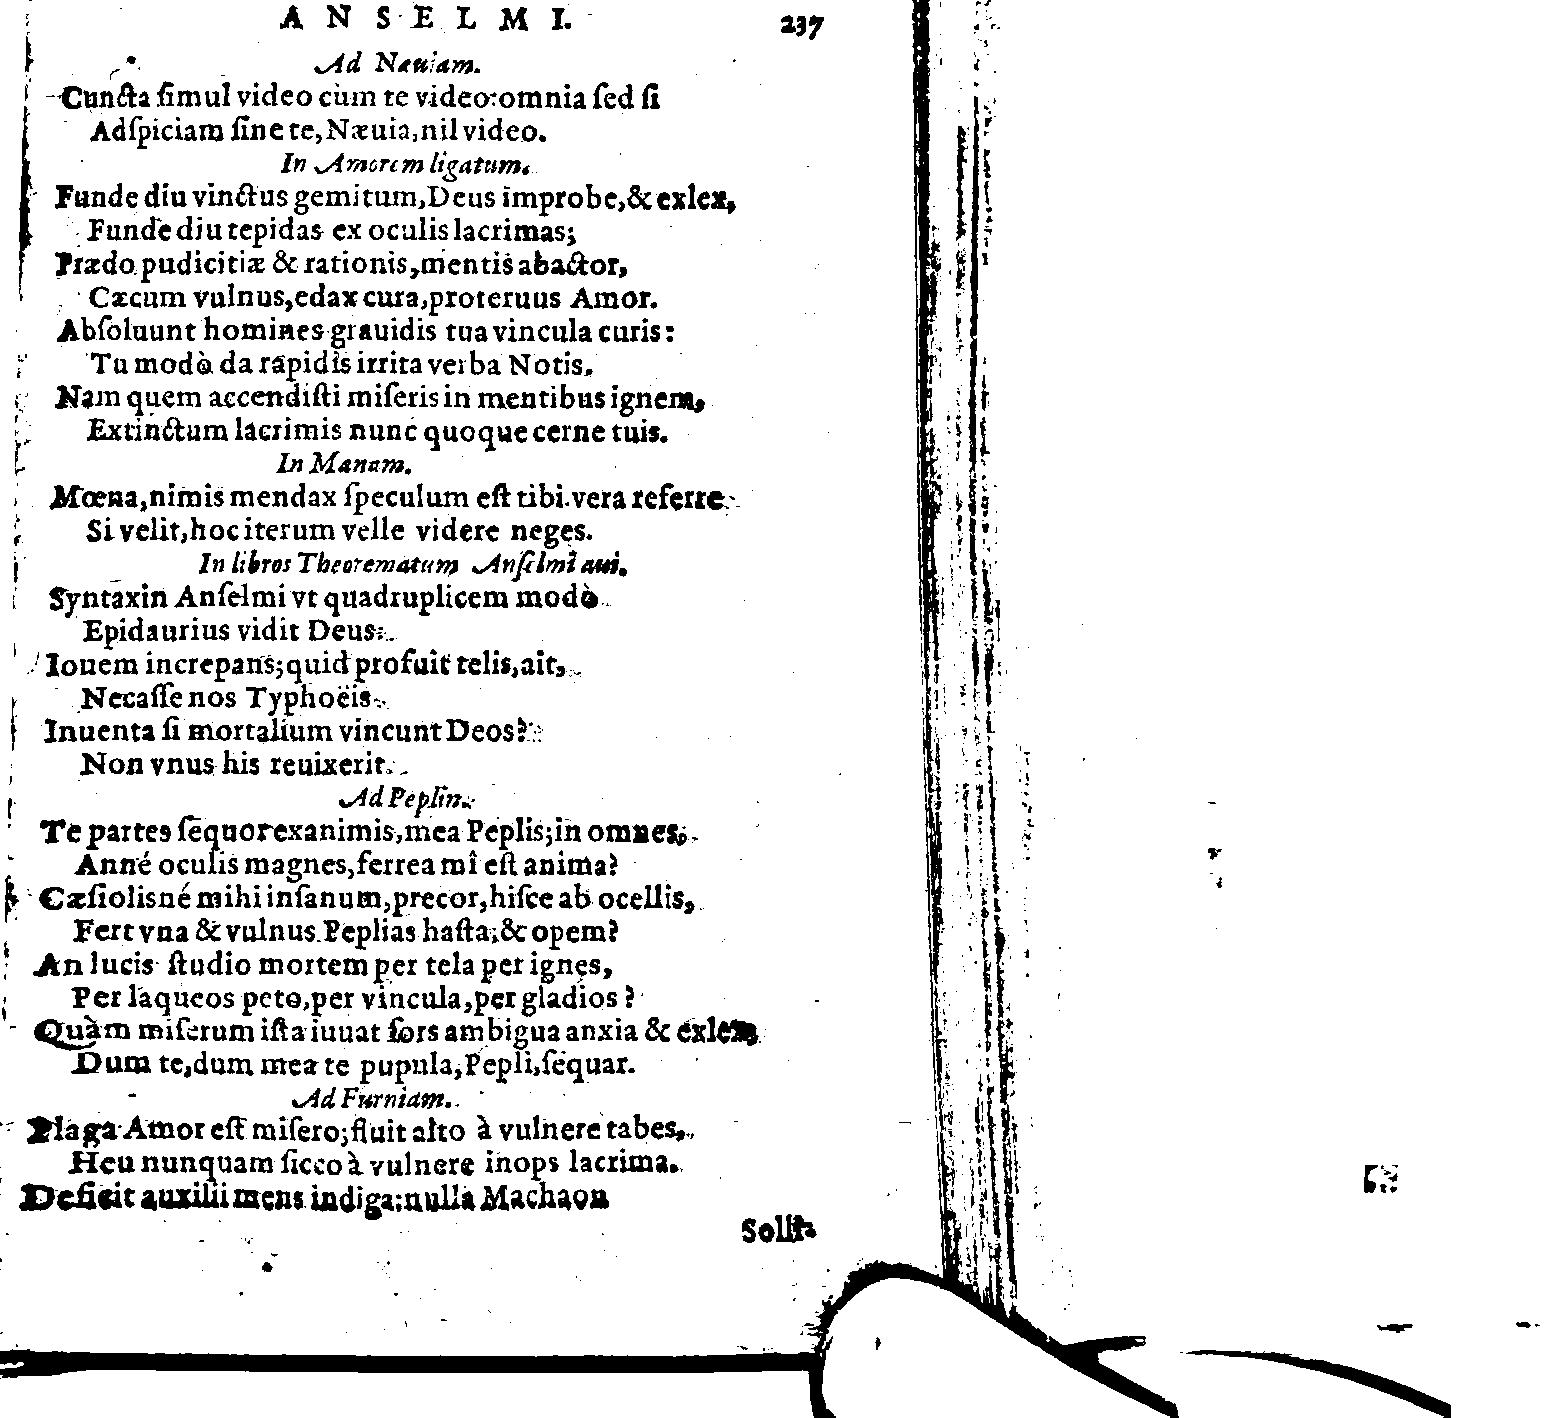 ANSELMI. 237
Ad Næuiam.
Cuncta ſimul video cùm te video: omnia ſed ſi
Adſpiciam ſine te, Næuia, nil video.
In Amorem ligatum.
Funde diu vinctus gemitum, Deus improbe, & exlex,
Funde diu tepidas ex oculis lacrimas;
Prædo pudicitiæ & rationis, mentis abactor,
Cæcum vulnus, edax cura, proteruus Amor.
Abſoluunt homines grauidis tua vincula curis:
Tu modò da rapidis irrita verba Notis.
Nam quem accendiſti miſeris in mentibus ignem,
Extinctum lacrimis nunc quoque cerne tuis.
In Mœnam.
Mœna, nimis mendax ſpeculum eſt tibi. vera referre
Si velit, hoc iterum velle videre neges.
In libros Theorematum Anſelmi aui.
Syntaxin Anſelmi vt quadruplicem modò
Epidaurius vidit Deus:
Iouem increpans; quid profuit telis, ait,
Necaſſe nos Typhoëis
Inuenta ſi mortalium vincunt Deos?
Non vnus his reuixerit.
Ad Peplin.
Te partes ſequor exanimis, mea Peplis; in omnes,
Anné oculis magnes, ferrea mî eſt anima?
Cæſiolisné mihi inſanum, precor, hiſce ab ocellis,
Fert vna & vulnus Peplias haſta, & opem?
An lucis ſtudio mortem per tela per ignes,
Per laqueos peto, per vincula, per gladios?
Quàm miſerum iſta iuuat ſors ambigua anxia & exlex,
Dum te, dum mea te pupula, Pepli, ſequar.
Ad Furniam.
Plaga Amor eſt miſero; fluit alto à vulnere tabes,
Heu nunquam ſicco à vulnere inops lacrima.
Deficit auxilii mens indiga: nulla Machaon
Solli-